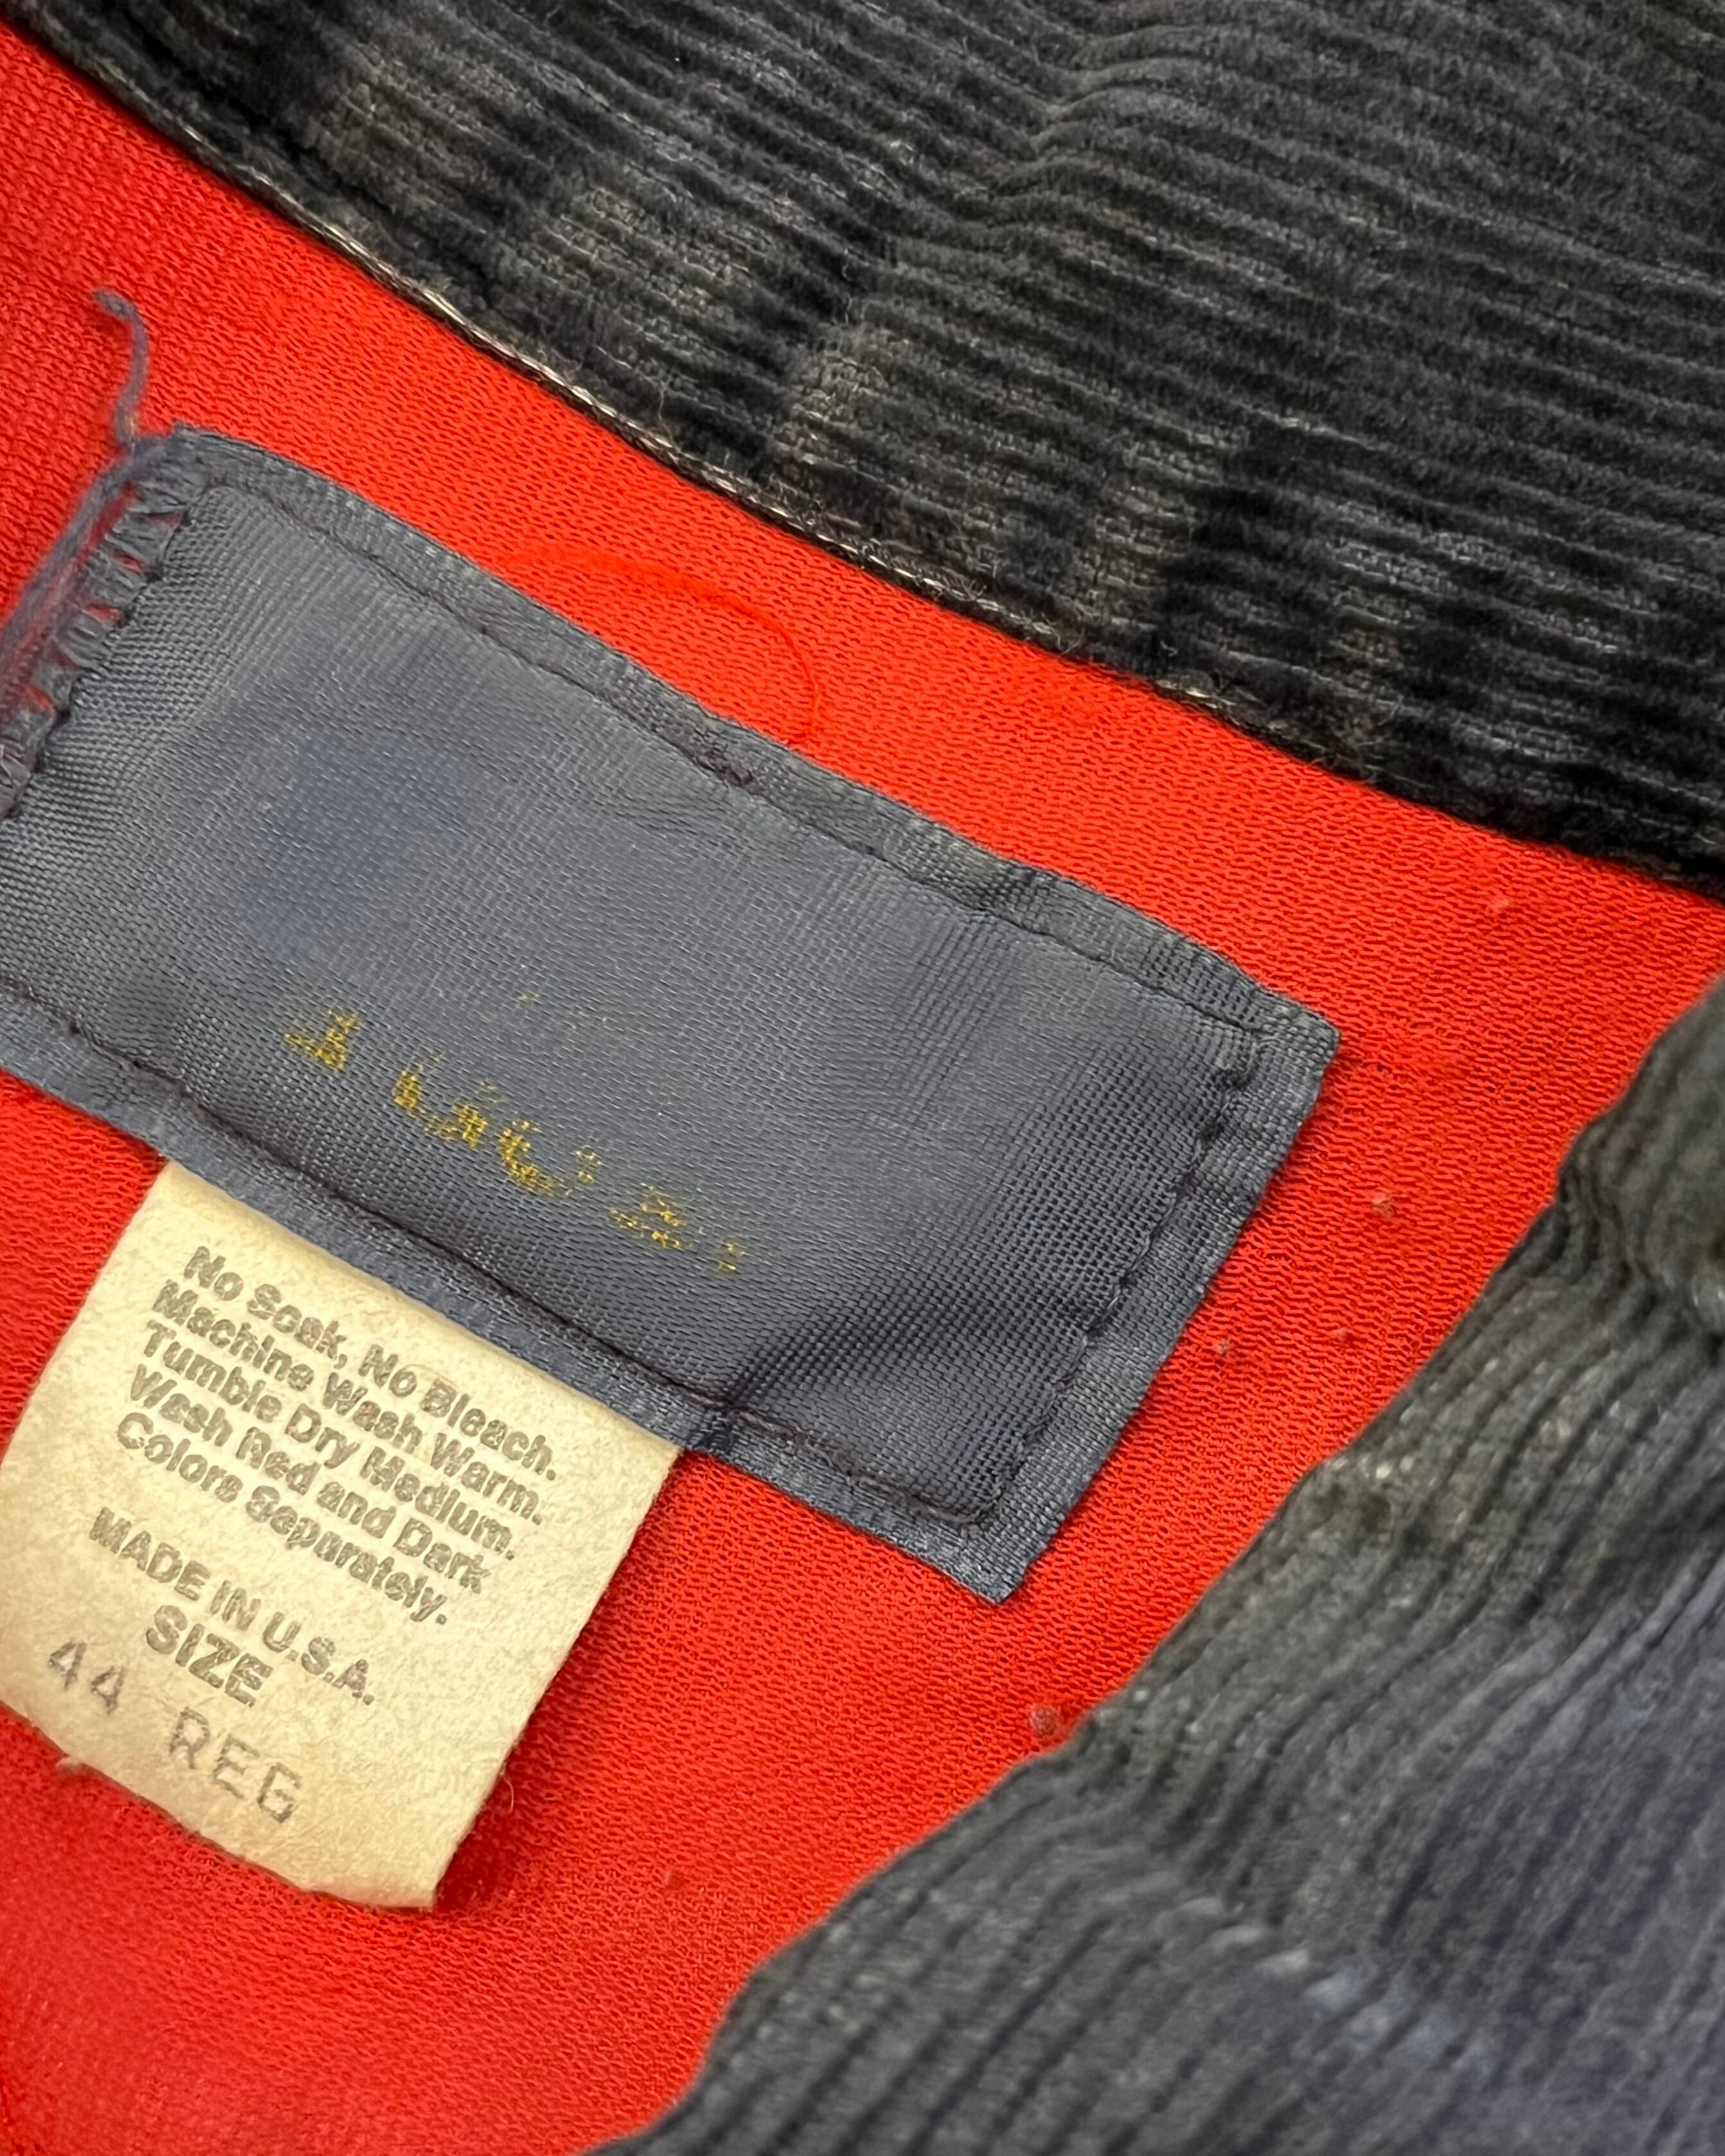 No Soak, No Bleach.
Machine Wash Warm.
Tumble Dry Medium.
Wash Red and Dark
Colors Separately.
MADE IN U.S.A.
SIZE
44 REG